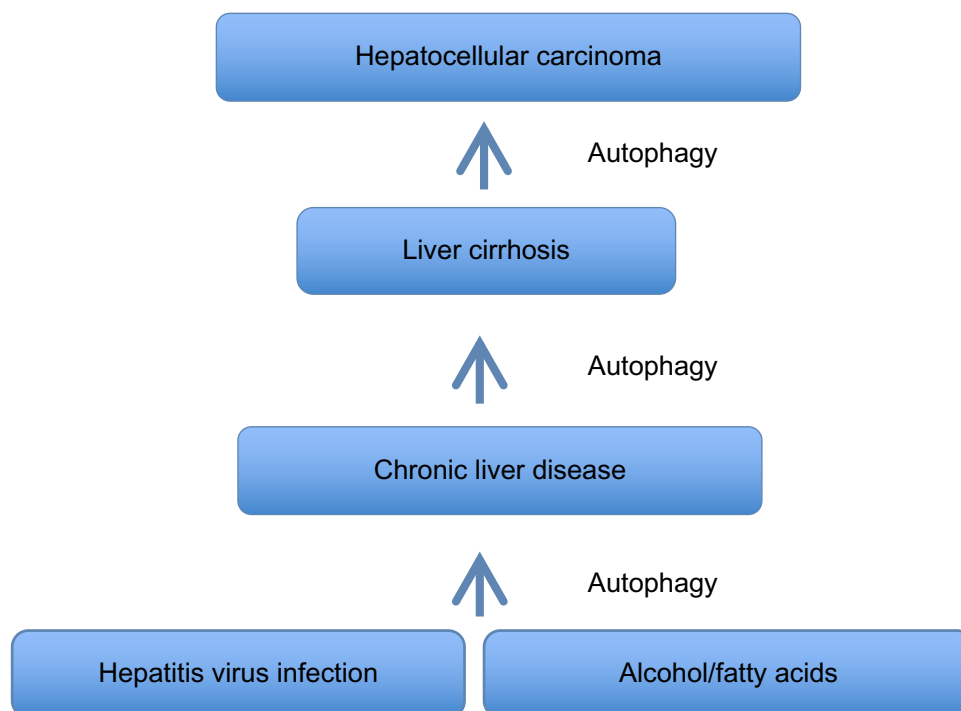 Hepatocellular carcinoma
Autophagy
Liver cirrhosis
Autophagy
Chronic liver disease
Autophagy
Hepatitis virus infection
Alcohol/fatty acids